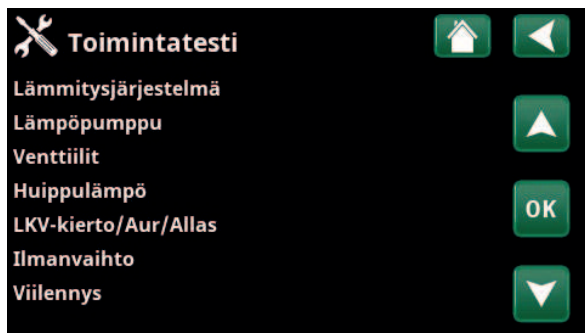 Toimintatesti
Lämmitysjärjestelmä
Lämpöpumppu
Venttiilit
Huippulämpö
LKV-kierto/Aur/Allas
OK
Ilmanvaihto
Viilennys